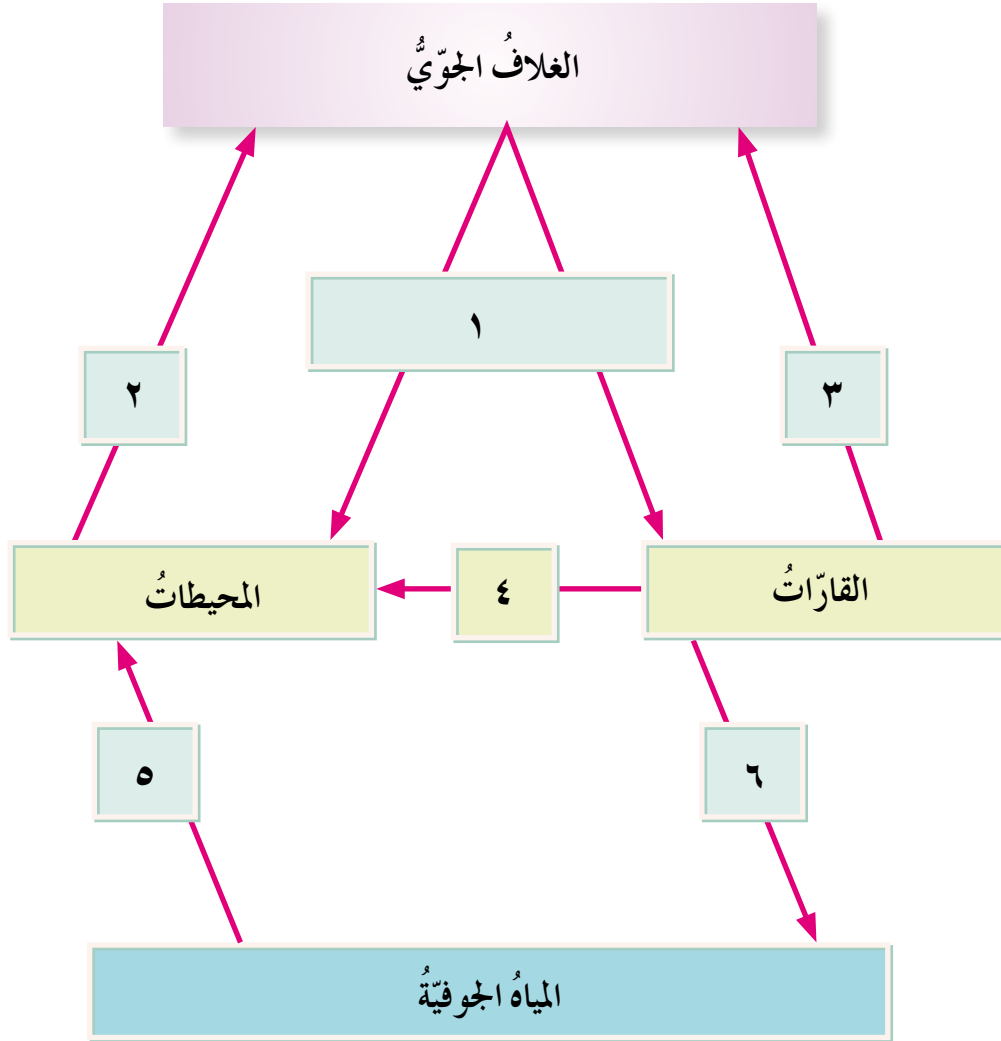 الغلافُ الجوّيُّ
١
٣
٢
القارّاتُ
٤
المحيطاتُ
٦
٥
المياهُ الجوفيّةُ